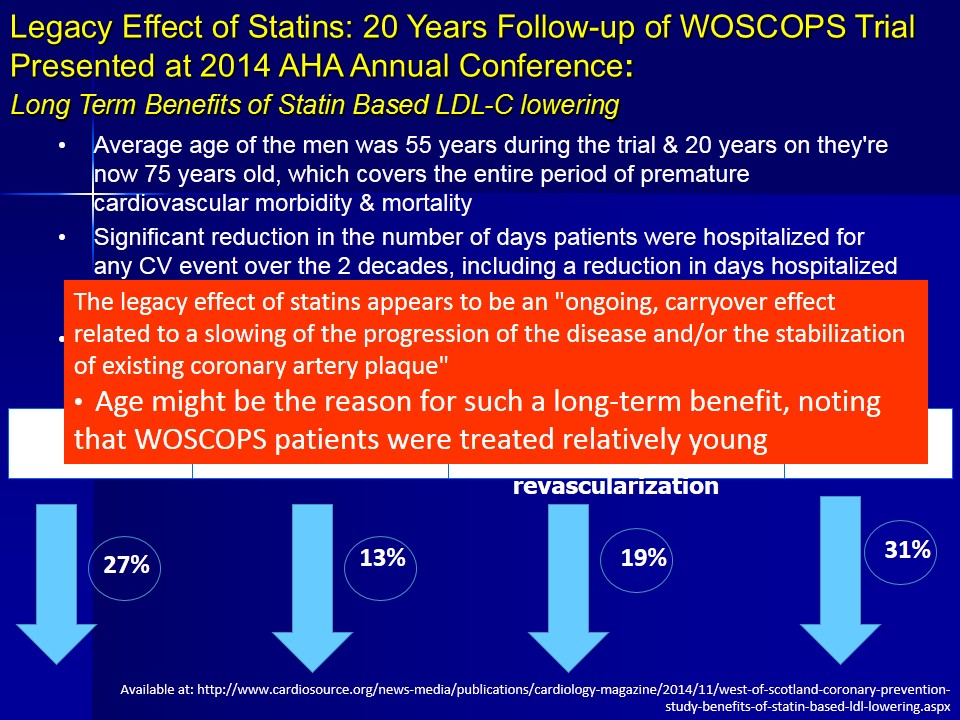 Legacy Effect of Statins: 20 Years Follow-up of WOSCOPS Trial
Presented at 2014 AHA Annual Conference:
Long Term Benefits of Statin Based LDL-C lowering
• Average age of the men was 55 years during the trial & 20 years on they're
now 75 years old, which covers the entire period of premature
cardiovascular morbidity & mortality
• Significant reduction in the number of days patients were hospitalized for
any CV event over the 2 decades, including a reduction in days hospitalized
The legacy effect of statins appears to be an "ongoing, carryover effect
related to a slowing of the progression of the disease and/or the stabilization
of existing coronary artery plaque"
• Age might be the reason for such a long-term benefit, noting
that WOSCOPS patients were treated relatively young
revascularization
27%
13%
19%
31%
Available at: http://www.cardiosource.org/news-media/publications/cardiology-magazine/2014/11/west-of-scotland-coronary-prevention-
study-benefits-of-statin-based-ldl-lowering.aspx